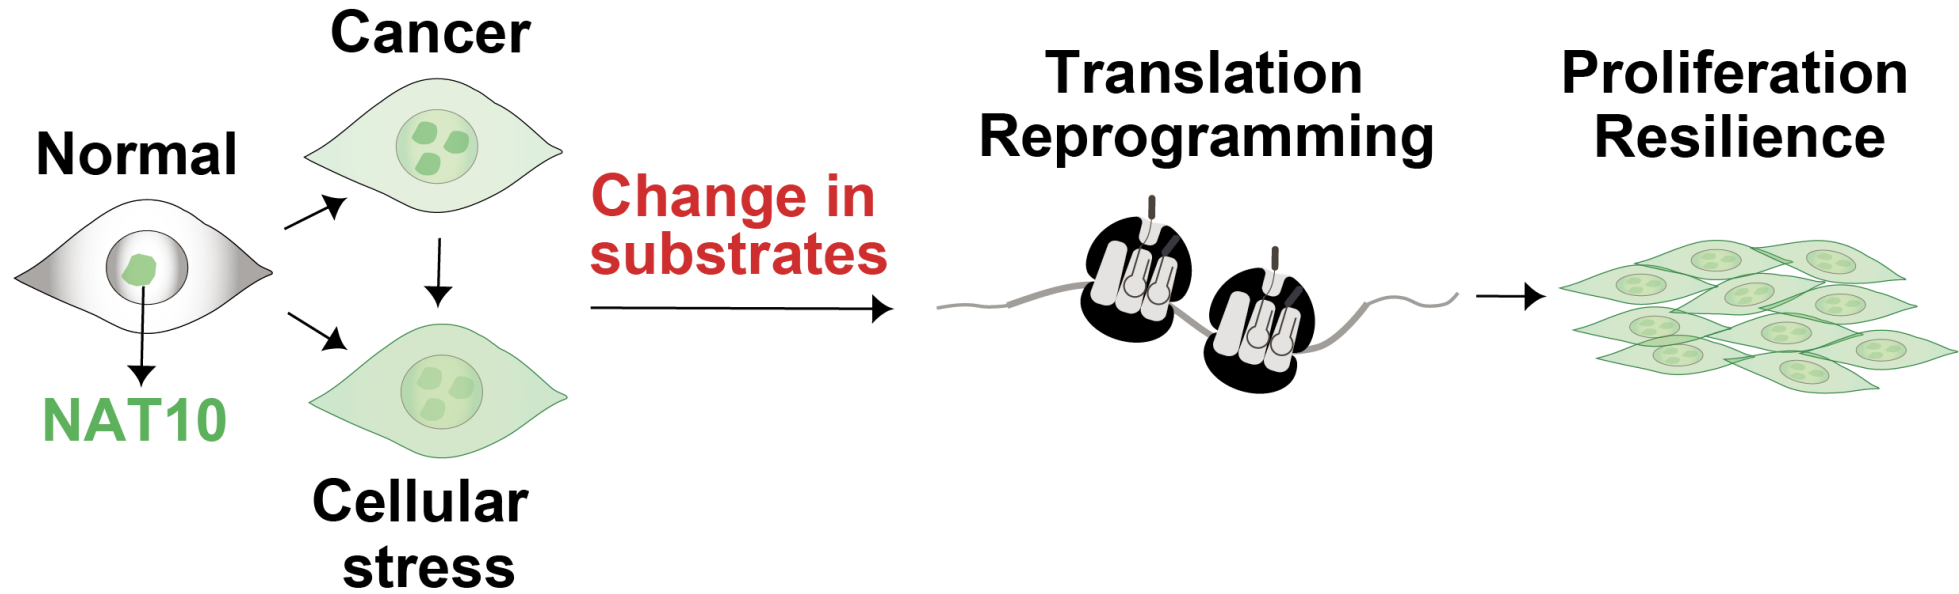 Normal
NAT10
Cancer
Cellular
stress
Change in
substrates
Translation
Reprogramming
Proliferation
Resilience